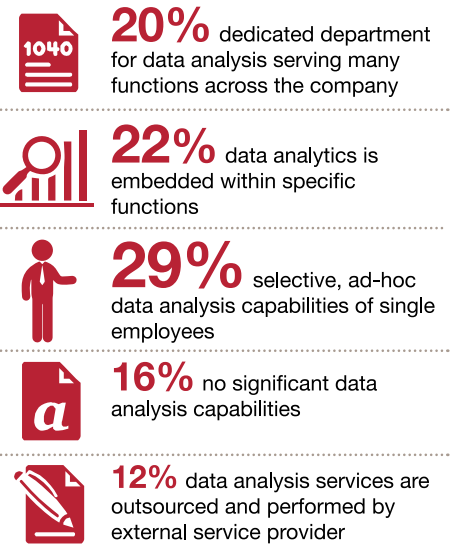 1040
20% dedicated department
for data analysis serving many
functions across the company
22% data analytics is
embedded within specific
functions
29% selective, ad-hoc
data analysis capabilities of single
employees
a
16% no significant data
analysis capabilities
12% data analysis services are
outsourced and performed by
external service provider